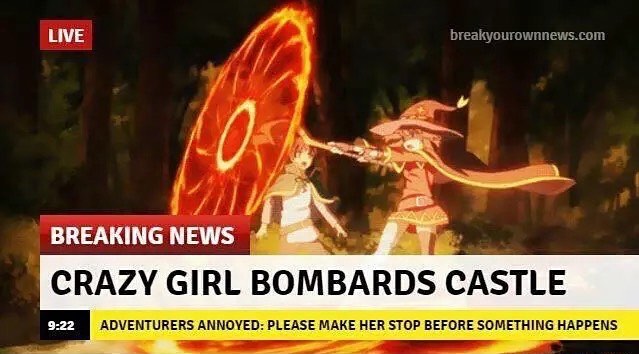 LIVE
breakyourownnews.com
BREAKING NEWS
CRAZY GIRL BOMBARDS CASTLE
9:22 ADVENTURERS ANNOYED: PLEASE MAKE HER STOP BEFORE SOMETHING HAPPENS